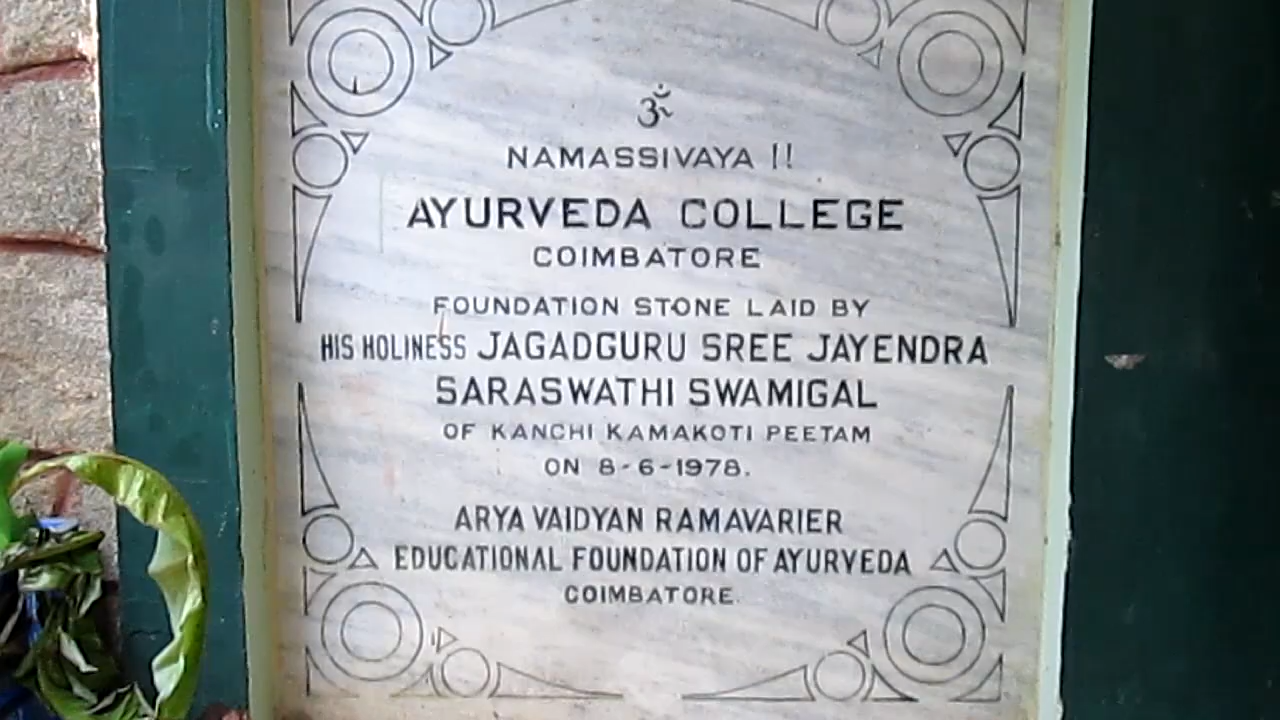 ॐ
NAMASSIVAYA !!
AYURVEDA COLLEGE
COIMBATORE
FOUNDATION STONE LAID BY
HIS HOLINESS JAGADGURU SREE JAYENDRA
SARASWATHI SWAMIGAL
OF KANCHI KAMAKOTI PEETAM
ON 8-6-1978.
ARYA VAIDYAN RAMAVARIER
EDUCATIONAL FOUNDATION OF AYURVEDA
COIMBATORE.